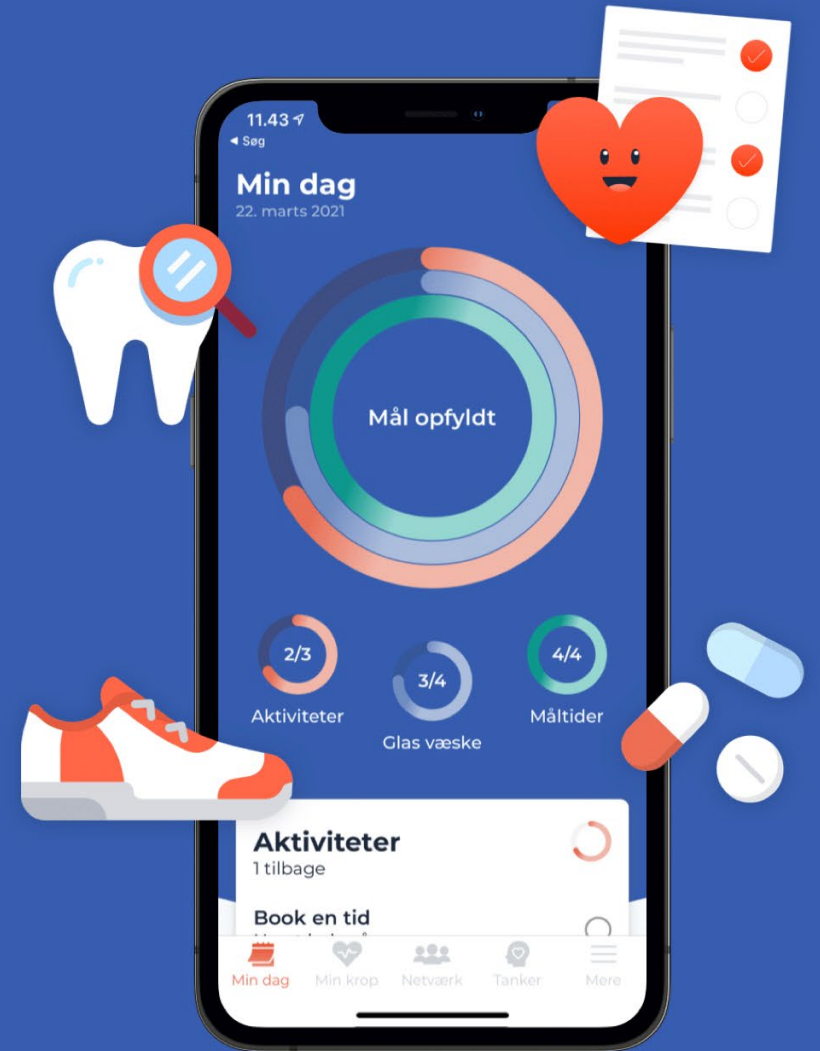 11.43
◀ Søg
Min dag
22. marts 2021
Mål opfyldt
2/3
Aktiviteter
3/4
Glas væske
4/4
Måltider
Aktiviteter
1 tilbage
Book en tid
Min dag
Min krop
Netværk
Tanker
Mere